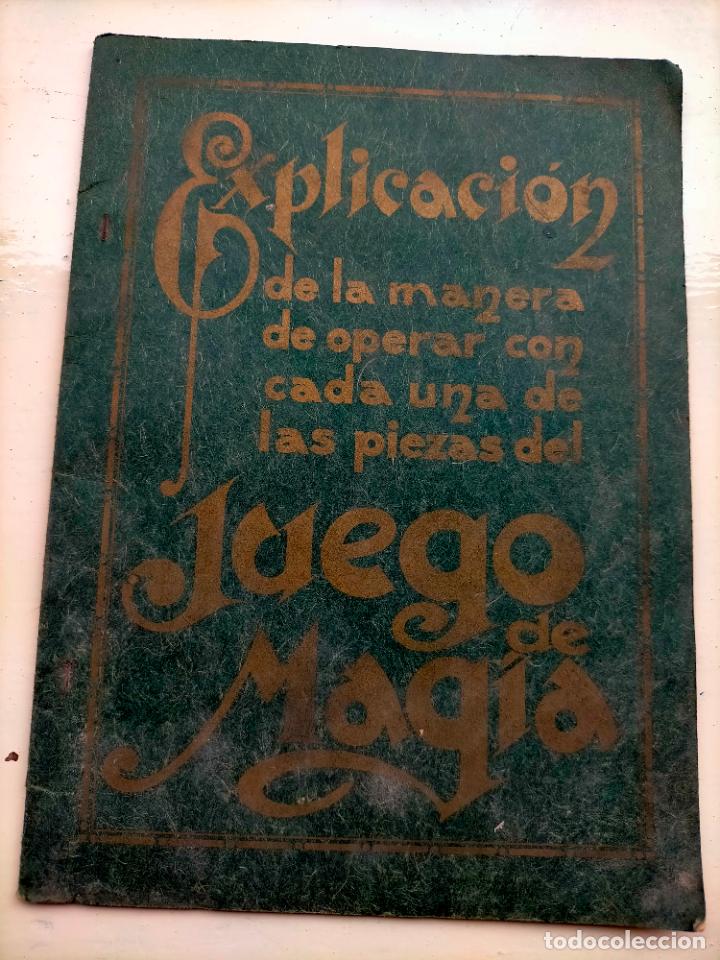 Explicación
de la manera
de operar con
cada una de
las piezas del
Juego
de
Magia
todocoleccion